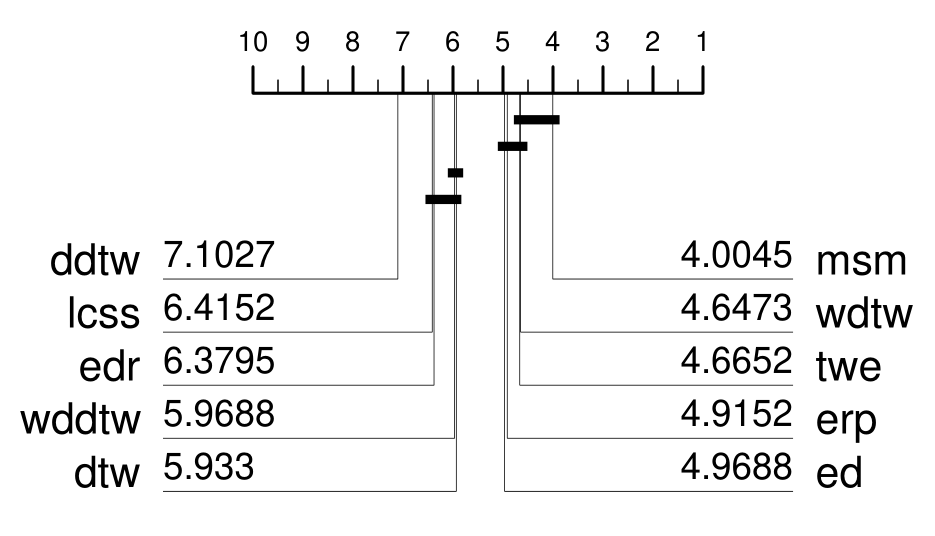 10 9 8 7 6 5 4 3 2 1
ddtw 7.1027 4.0045 msm
lcss 6.4152 4.6473 wdtw
edr 6.3795 4.6652 twe
wddtw 5.9688 4.9152 erp
dtw 5.933 4.9688 ed